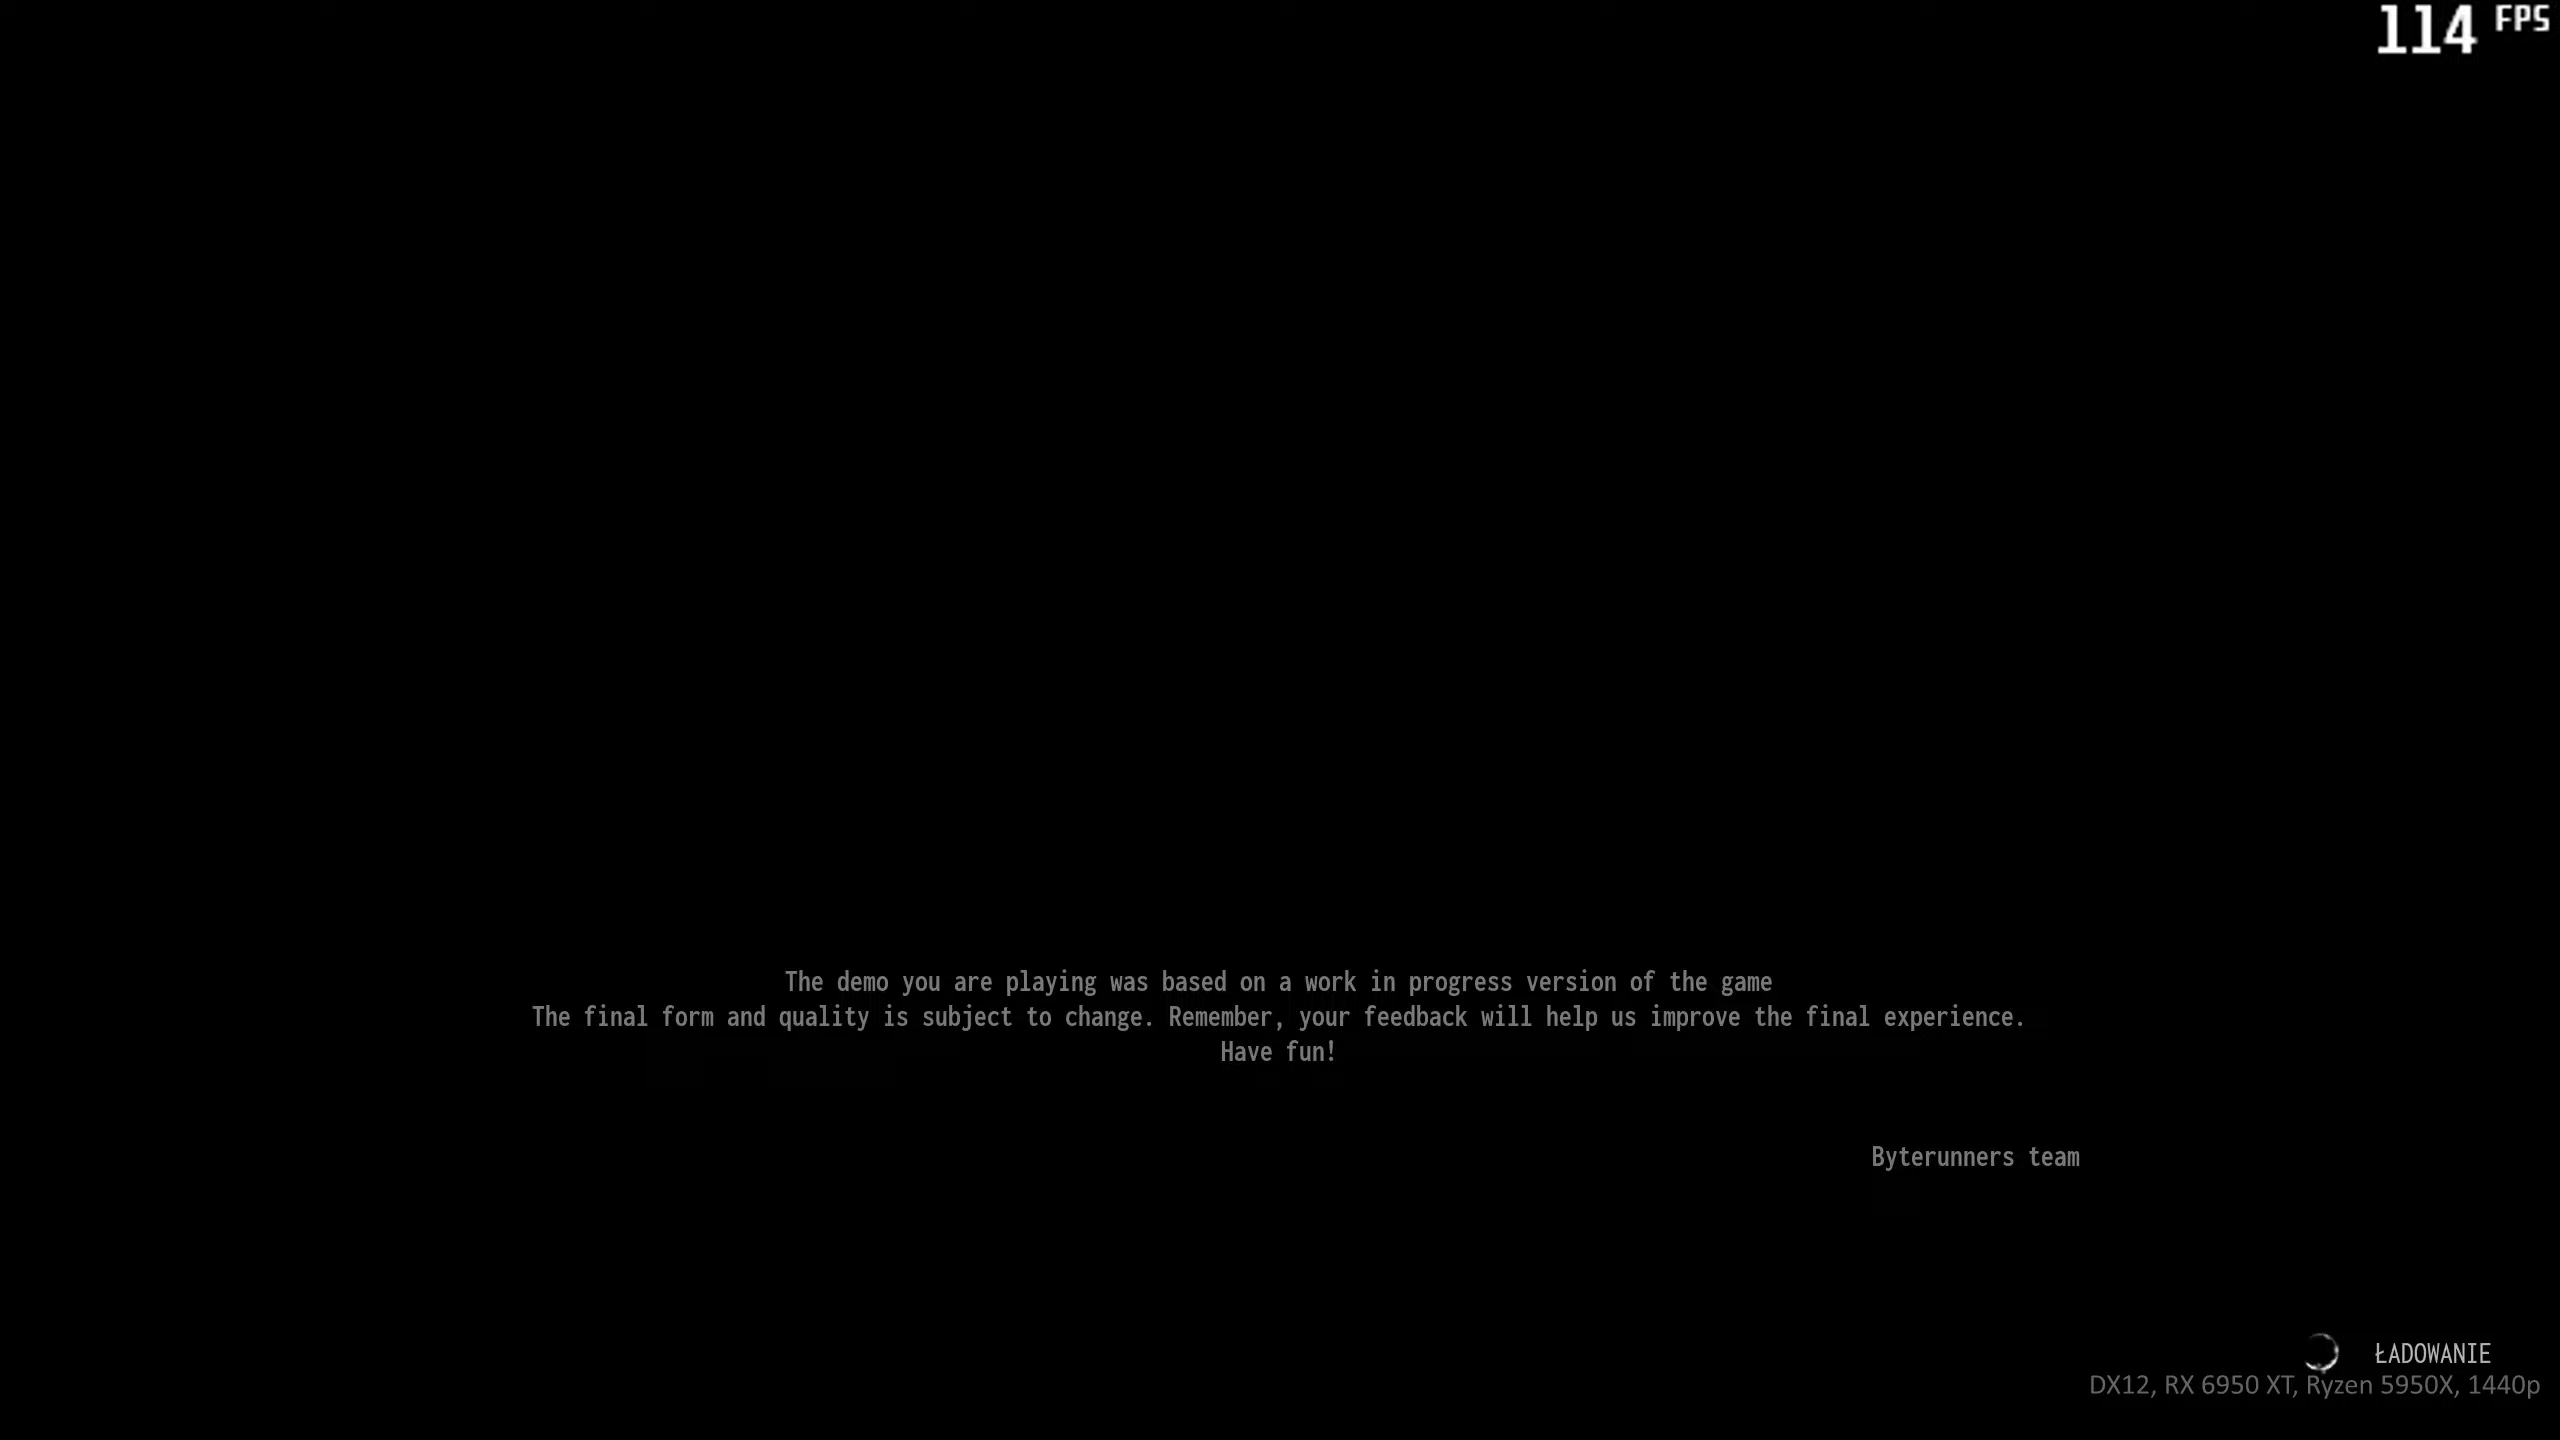 114 FPS
The demo you are playing was based on a work in progress version of the game
The final form and quality is subject to change. Remember, your feedback will help us improve the final experience.
Have fun!
Byterunners team
ŁADOWANIE
DX12, RX 6950 XT, Ryzen 5950X, 1440p